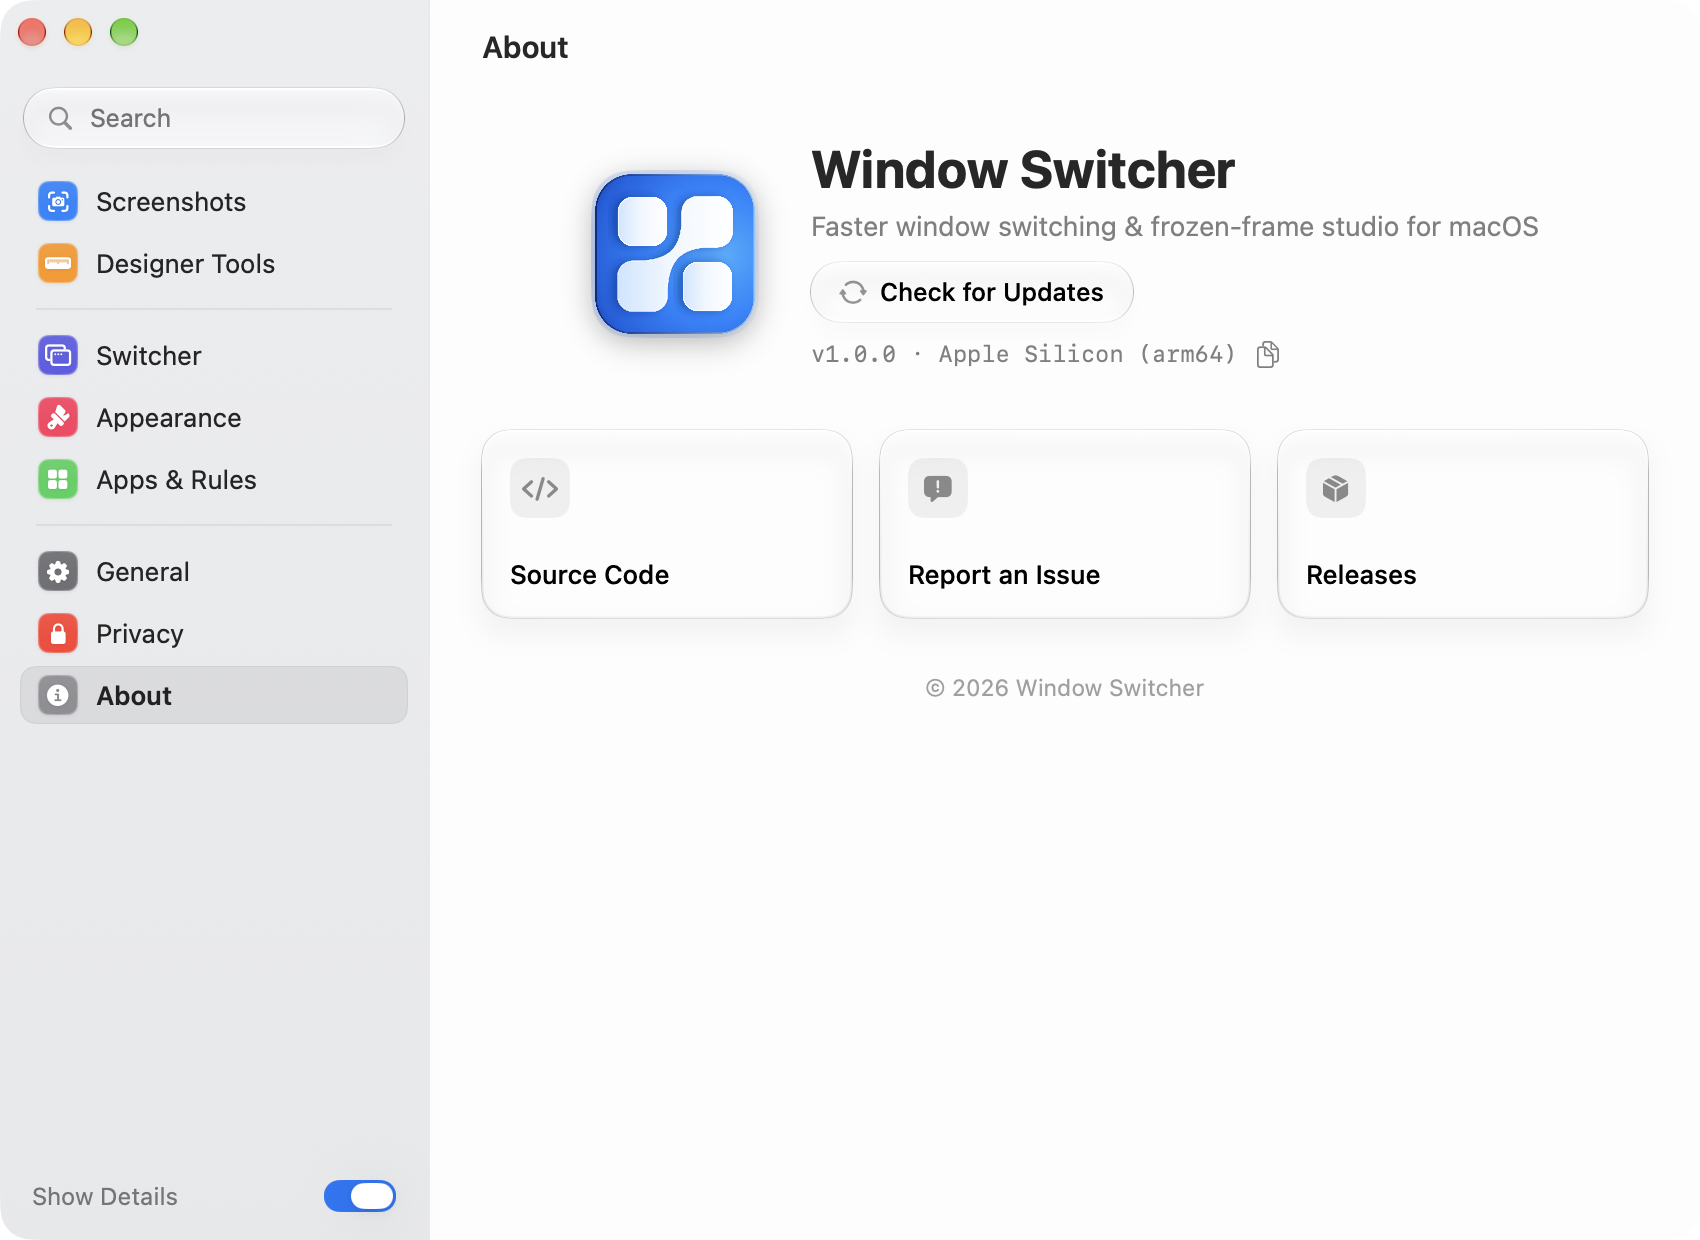 About
Search
Screenshots
Designer Tools
Switcher
Appearance
Apps & Rules
General
Privacy
About
Show Details
Window Switcher
Faster window switching & frozen-frame studio for macOS
Check for Updates
v1.0.0 · Apple Silicon (arm64)
Source Code
Report an Issue
Releases
© 2026 Window Switcher